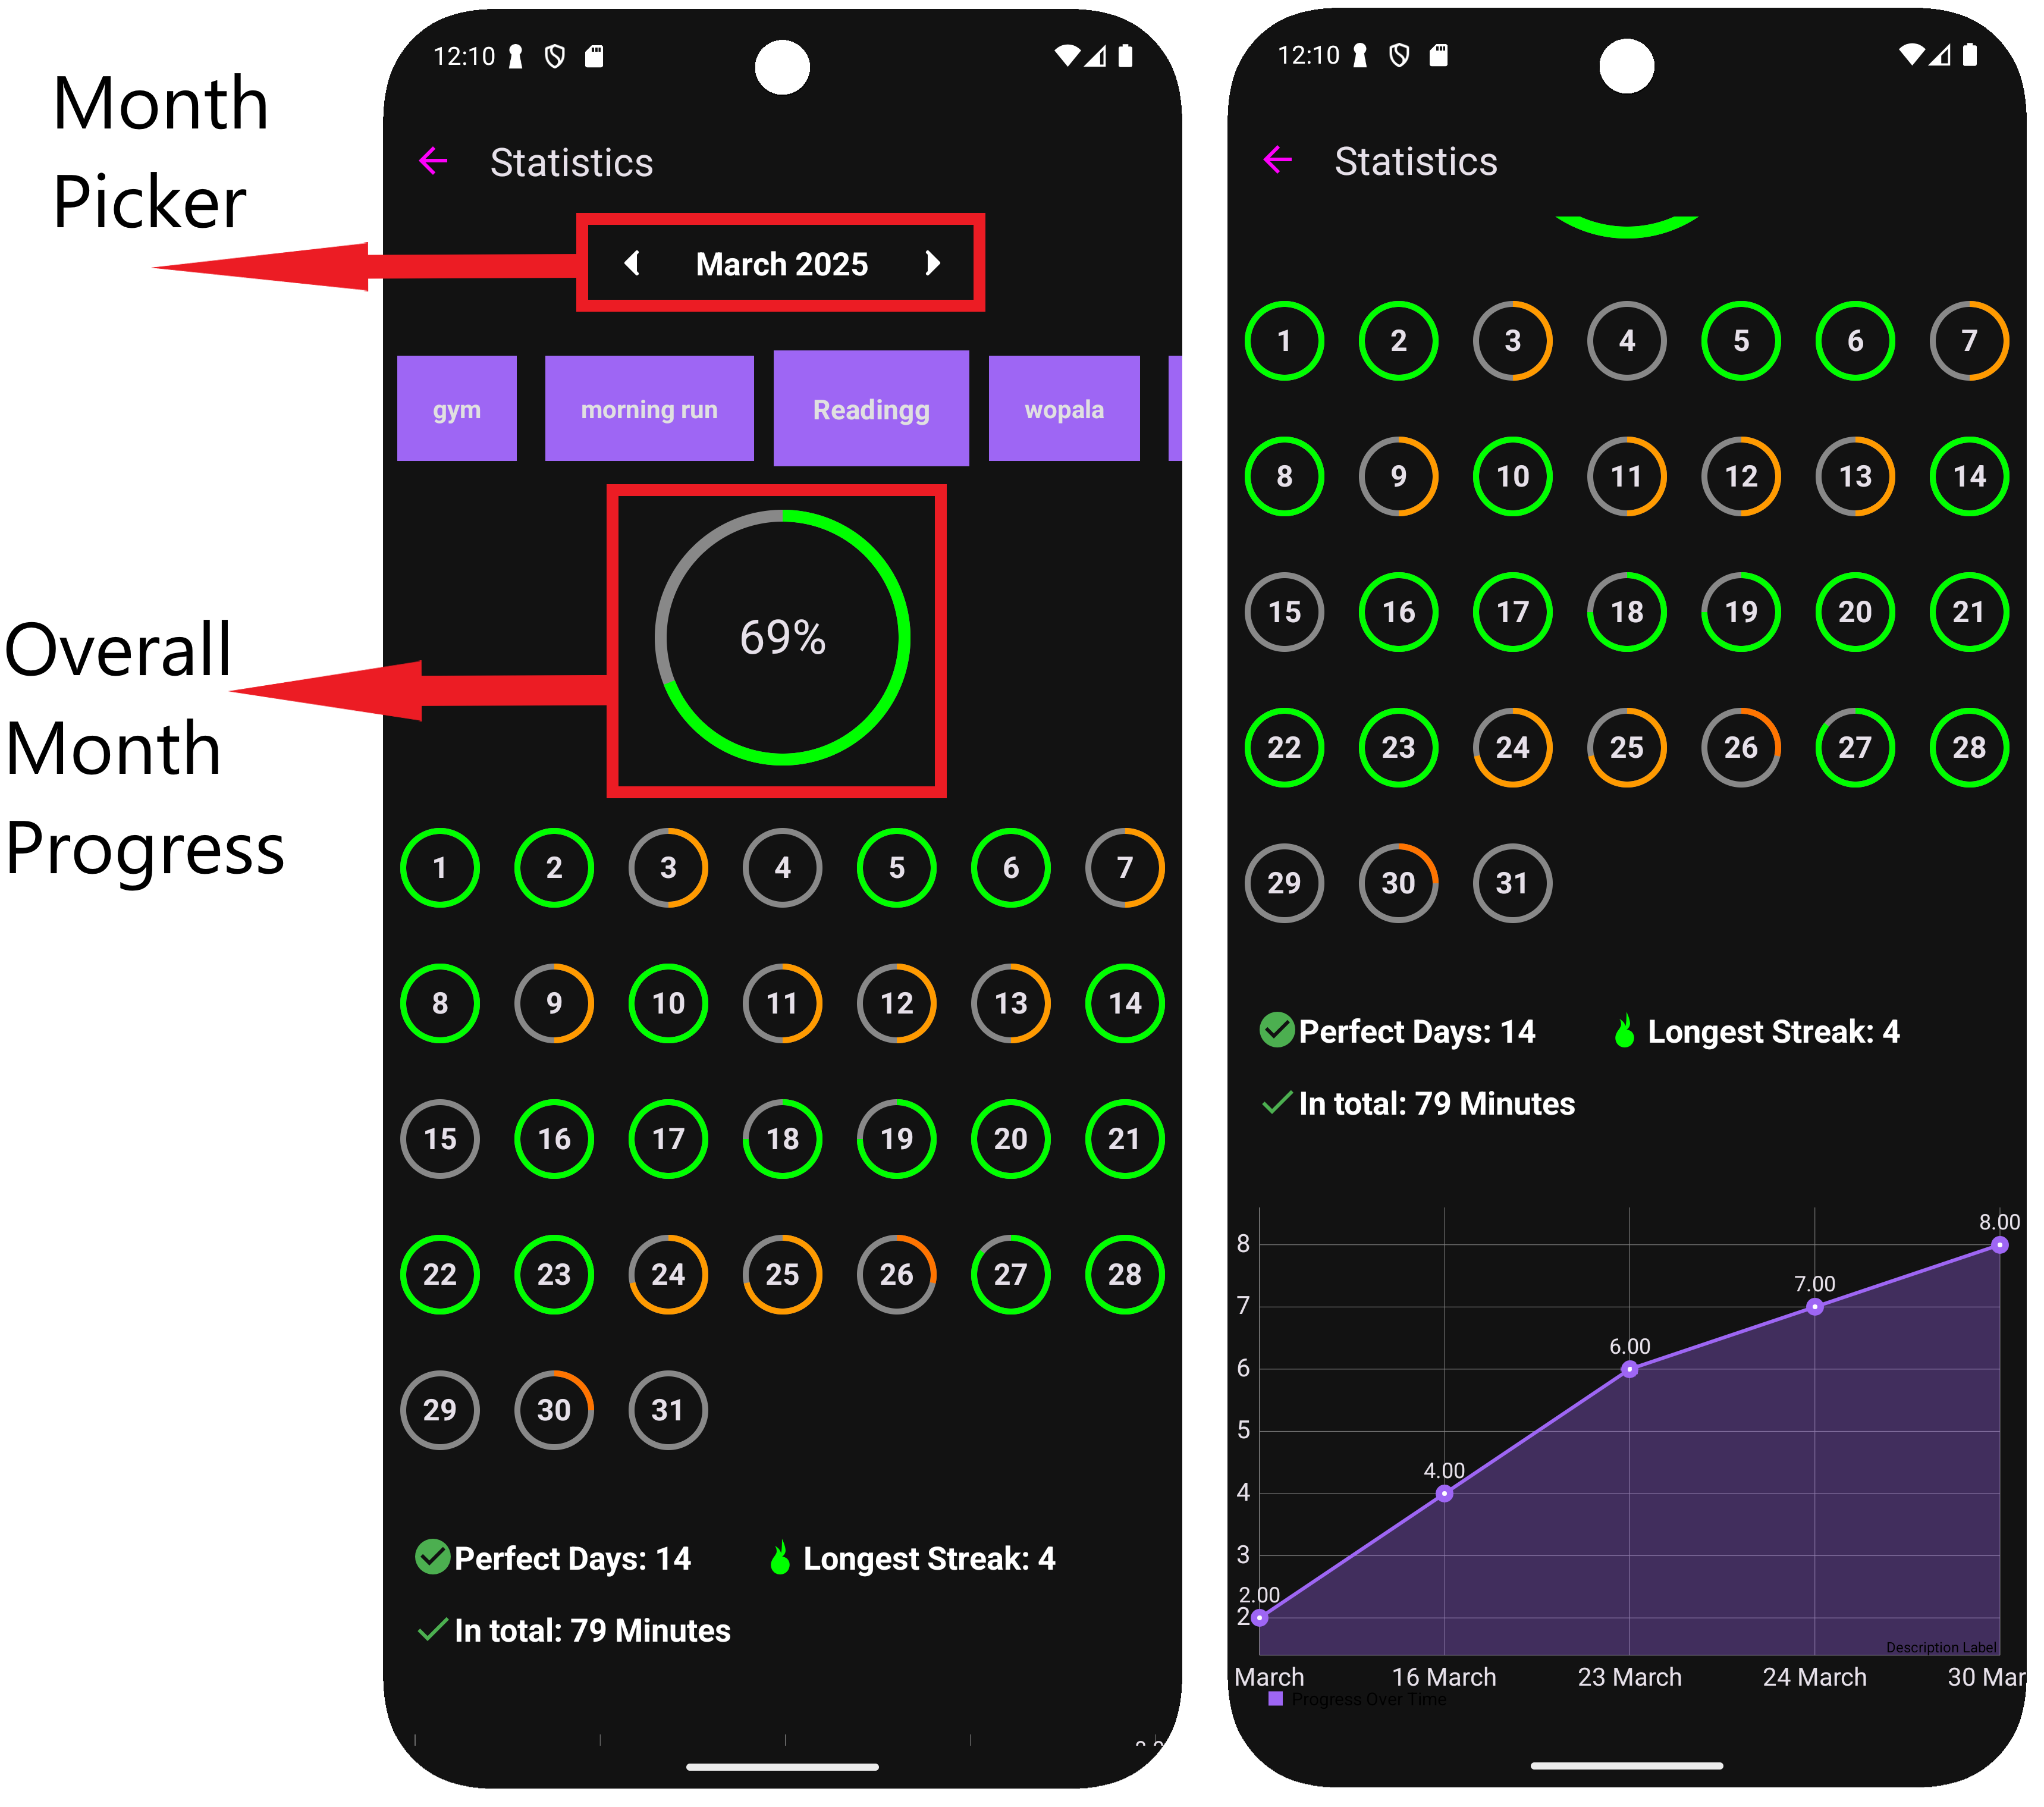 Month
Picker
Overall
Month
Progress
12:10
Statistics
March 2025
gym morning run Readingg wopala
69%
1 2 3 4 5 6 7
8 9 10 11 12 13 14
15 16 17 18 19 20 21
22 23 24 25 26 27 28
29 30 31
Perfect Days: 14 Longest Streak: 4
In total: 79 Minutes
12:10
Statistics
1 2 3 4 5 6 7
8 9 10 11 12 13 14
15 16 17 18 19 20 21
22 23 24 25 26 27 28
29 30 31
Perfect Days: 14 Longest Streak: 4
In total: 79 Minutes
8.00
8
7.00
7
6.00
6
5
4.00
4
3
2.00
2
Description Label
March 16 March 23 March 24 March 30 Mar
Progress Over Time